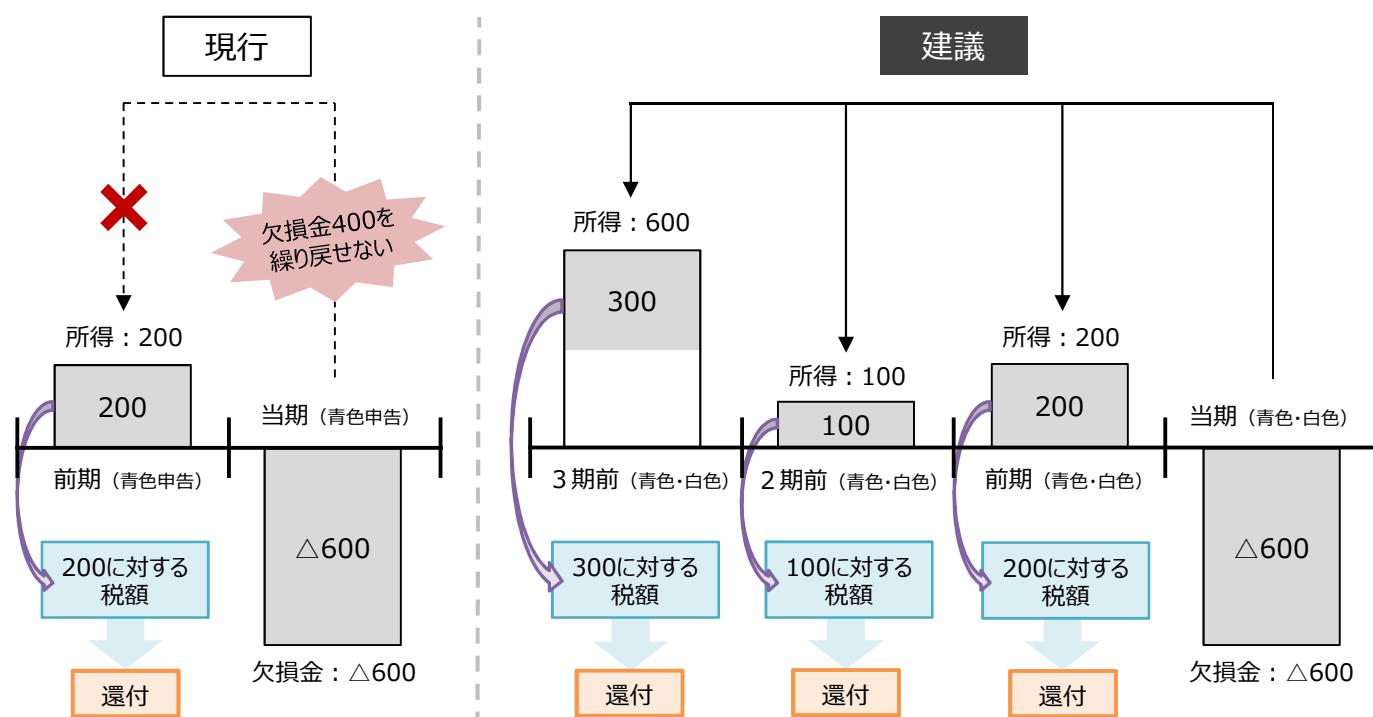 現行
欠損金400を
繰り戻せない
所得：200
200
当期（青色申告）
前期（青色申告）
△600
200に対する
税額
欠損金：△600
還付
建議
所得：600
300
所得：100
100
所得：200
200
当期（青色・白色）
３期前（青色・白色）
２期前（青色・白色）
前期（青色・白色）
△600
300に対する
税額
100に対する
税額
200に対する
税額
欠損金：△600
還付
還付
還付